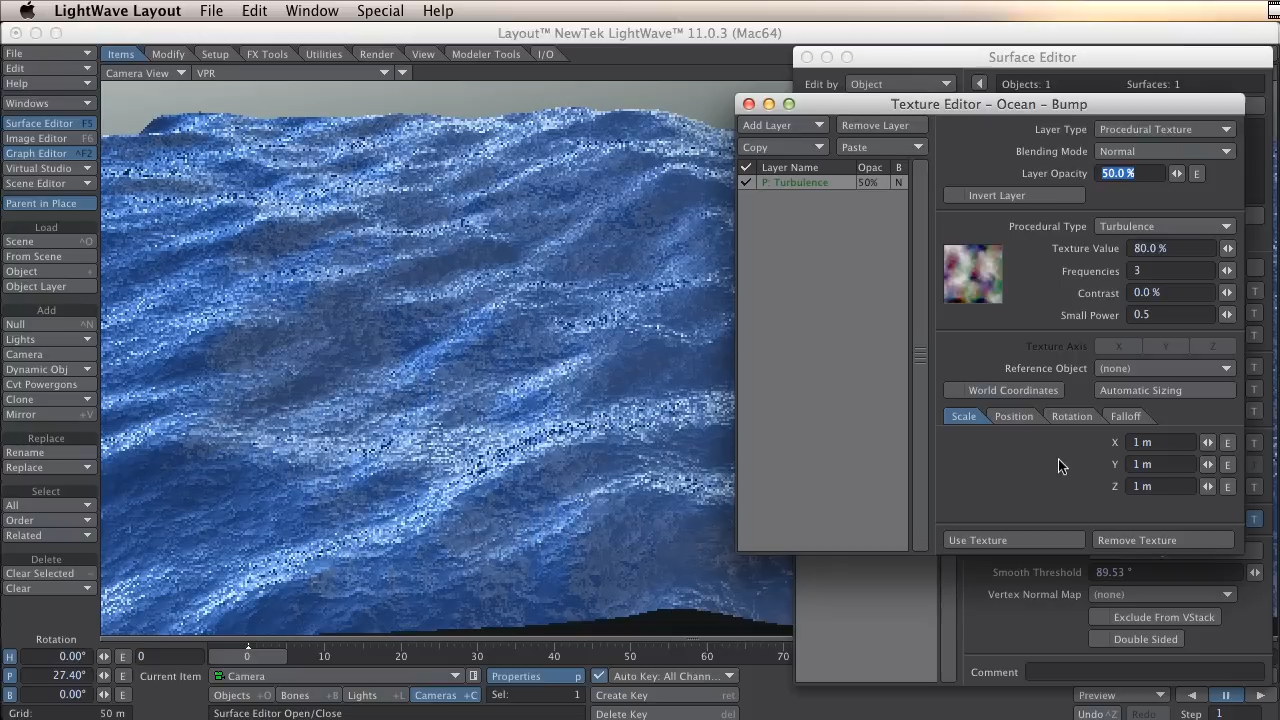 LightWave Layout File Edit Window Special Help
Layout™ NewTek LightWave™ 11.0.3 (Mac64)
File
Edit
Help
Windows
Surface Editor F5
Image Editor F6
Graph Editor ^F2
Virtual Studio
Scene Editor
Parent in Place
Load
Scene ^O
From Scene
Object +
Object Layer
Add
Null ^N
Lights
Camera
Dynamic Obj
Cvt Powergons
Clone
Mirror +V
Replace
Rename
Replace
Select
All
Order
Related
Delete
Clear Selected -
Clear
Items Modify Setup FX Tools Utilities Render View Modeler Tools I/O
Camera View VPR
Surface Editor
Edit by Object Objects: 1 Surfaces: 1
Texture Editor - Ocean - Bump
Add Layer Remove Layer
Copy Paste
Layer Name Opac B
P: Turbulence 50% N
Layer Type Procedural Texture
Blending Mode Normal
Layer Opacity 50.0 % E
Invert Layer
Procedural Type Turbulence
Texture Value 80.0 %
Frequencies 3
Contrast 0.0 %
Small Power 0.5
Texture Axis X Y Z
Reference Object (none)
World Coordinates Automatic Sizing
Scale Position Rotation Falloff
X 1 m E
Y 1 m E
Z 1 m E
Use Texture Remove Texture
T
T
T
T
T
T
T
T
T
T
Smooth Threshold 89.53 °
Vertex Normal Map (none)
Exclude From VStack
Double Sided
Comment
Rotation
H 0.00° E
P 27.40° E
B 0.00° E
Grid: 50 m
0 0 10 20 30 40 50 60 70
Current Item Camera Properties p Auto Key: All Chann...
Objects +O Bones +B Lights +L Cameras +C Sel: 1 Create Key ret
Surface Editor Open/Close Delete Key del
Preview
Undo ^Z Redo Step 1